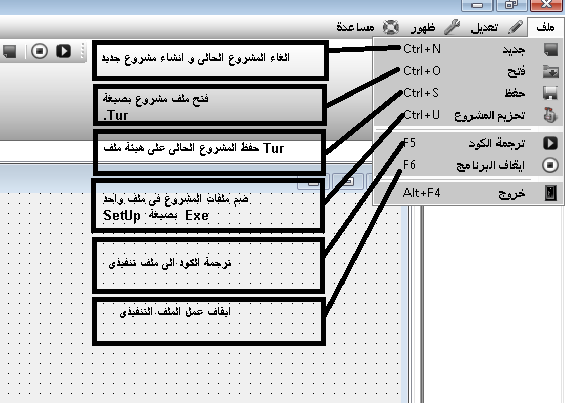 ملف تعديل ظهور مساعدة
جديد Ctrl+N
فتح Ctrl+O
حفظ Ctrl+S
تحزيم المشروع Ctrl+U
ترجمة الكود F5
ايقاف البرنامج F6
خروج Alt+F4
الغاء المشروع الحالى و انشاء مشروع جديد
فتح ملف مشروع بصيغة
.Tur
حفظ المشروع الحالى على هيئة ملف Tur
ضم ملفات المشروع فى ملف واحد
بصيغة SetUp Exe
ترجمة الكود الى ملف تنفيذى
ايقاف عمل الملف التنفيذى